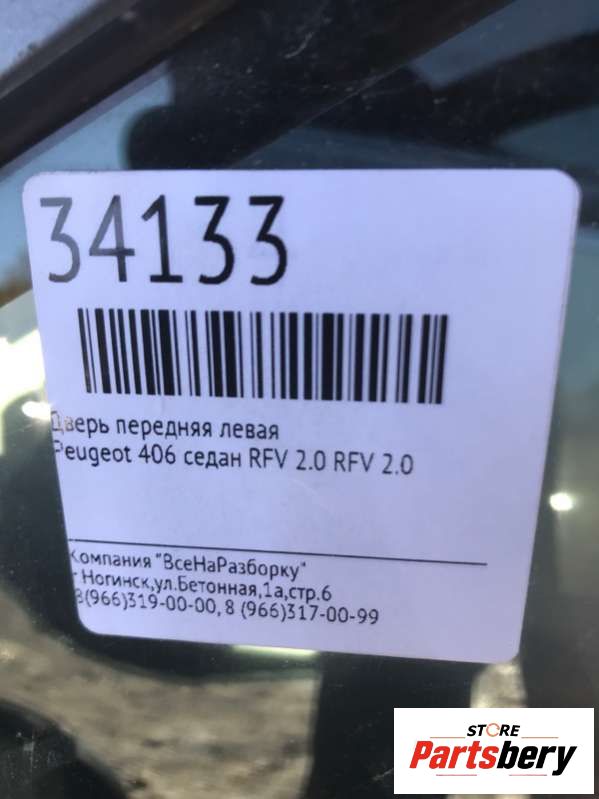 34133
Дверь передняя левая
Peugeot 406 седан RFV 2.0 RFV 2.0
Компания "ВсеНаРазборку"
г Ногинск,ул.Бетонная,1а,стр.6
8(966)319-00-00, 8 (966)317-00-99
STORE
Partsbery